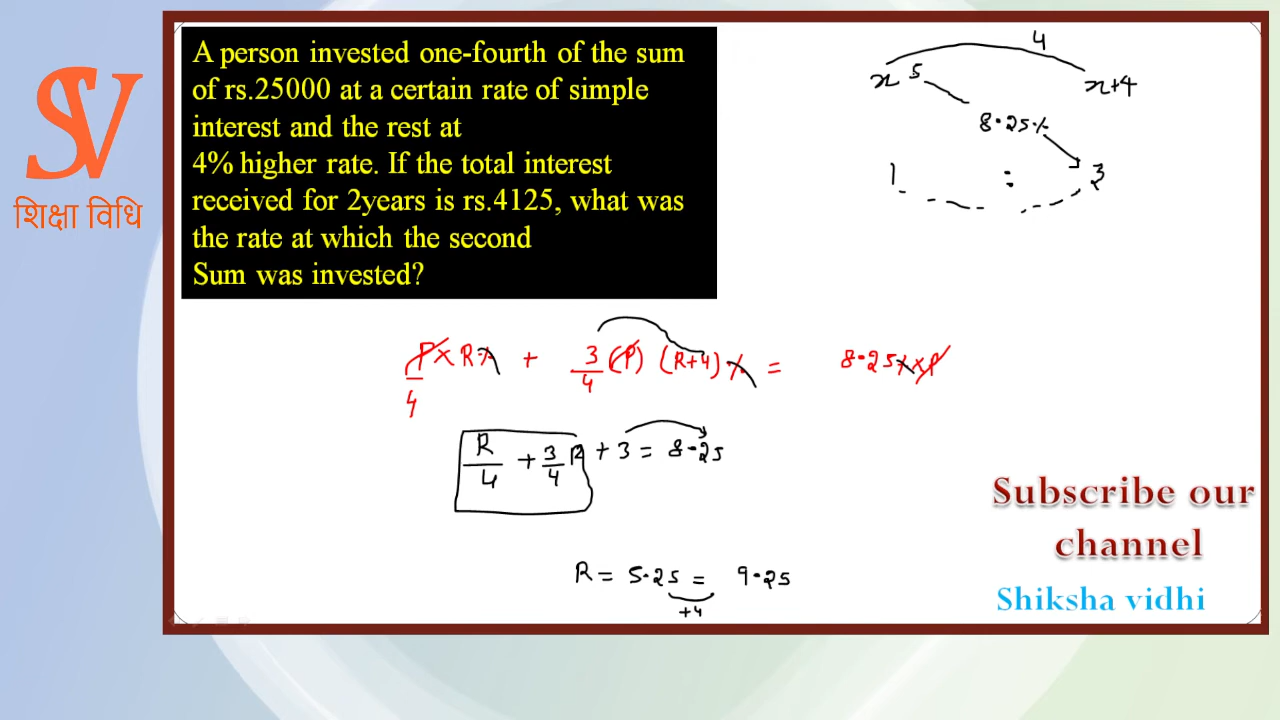 SV
शिक्षा विधि
A person invested one-fourth of the sum
of rs.25000 at a certain rate of simple
interest and the rest at
4% higher rate. If the total interest
received for 2years is rs.4125, what was
the rate at which the second
Sum was invested?
4
x 5 x+4
8.25%
1 : 3
P/4 × R% + 3/4 (P) (R+4) % = 8.25% × P
R/4 + 3/4 R + 3 = 8.25
R = 5.25 = 9.25
+4
Subscribe our
channel
Shiksha vidhi